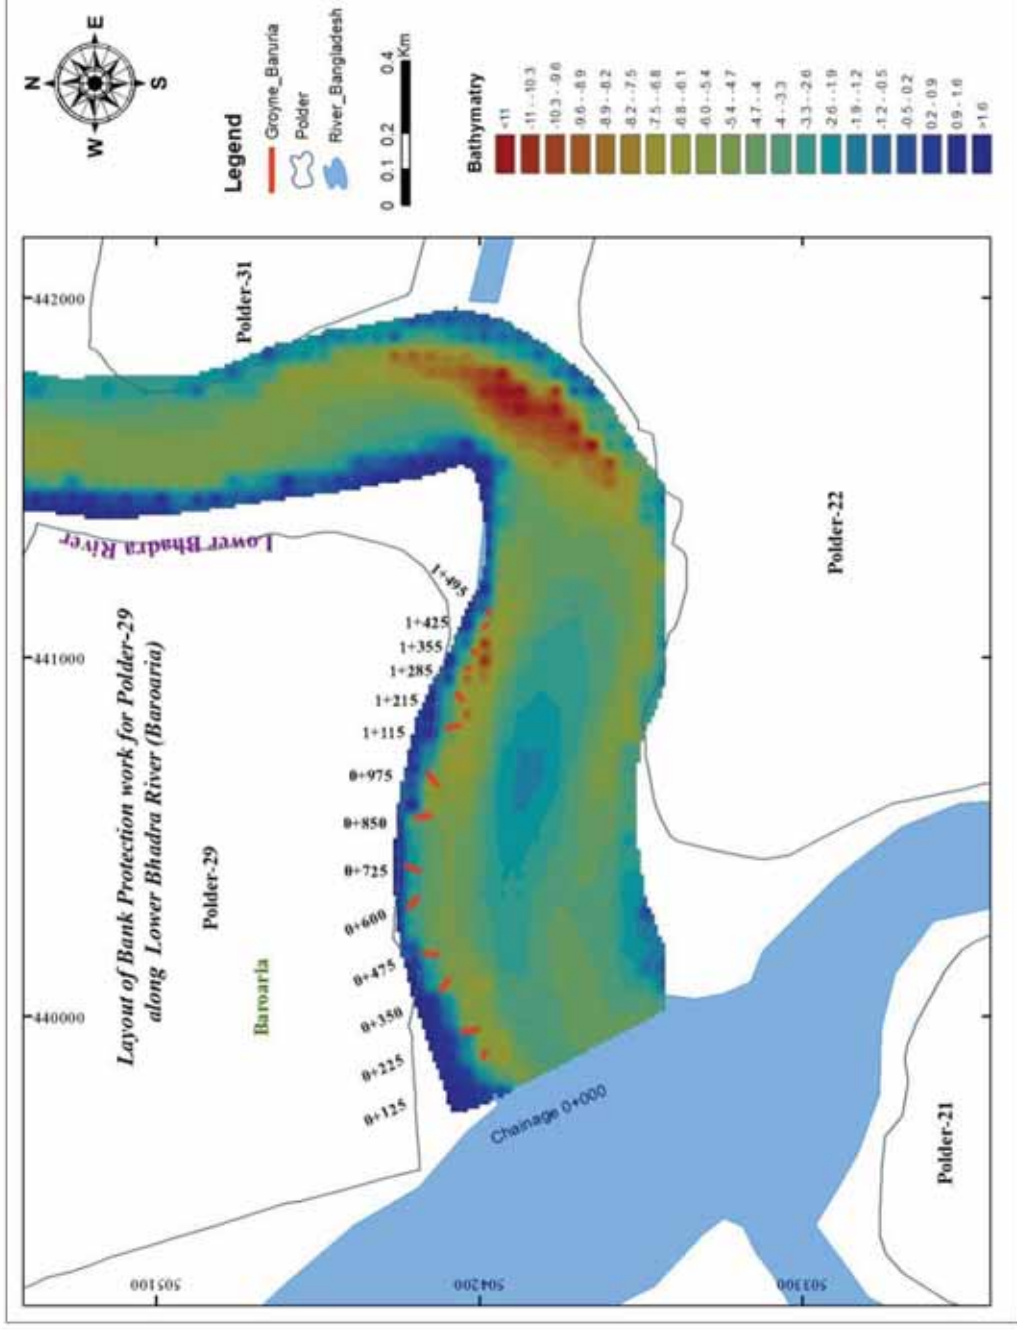 Layout of Bank Protection work for Polder-29
along Lower Bhadra River (Baroaria)
N
E
S
W
Legend
Groyne_Baruria
Polder
River_Bangladesh
0 0.1 0.2 0.4
Km
Bathymatry
<11
-11 - -10.3
-10.3 - -9.6
-9.6 - -8.9
-8.9 - -8.2
-8.2 - -7.5
-7.5 - -6.8
-6.8 - -6.1
-6.0 - -5.4
-5.4 - -4.7
-4.7 - -4
-4 - -3.3
-3.3 - -2.6
-2.6 - -1.9
-1.9 - -1.2
-1.2 - -0.5
-0.5 - 0.2
0.2 - 0.9
0.9 - 1.6
>1.6
505100
504200
503300
440000
441000
442000
Polder-29
Baroaria
Lower Bhadra River
Polder-31
0+125
0+225
0+350
0+475
0+600
0+725
0+850
0+975
1+115
1+215
1+285
1+355
1+425
1+495
Chainage 0+000
Polder-21
Polder-22